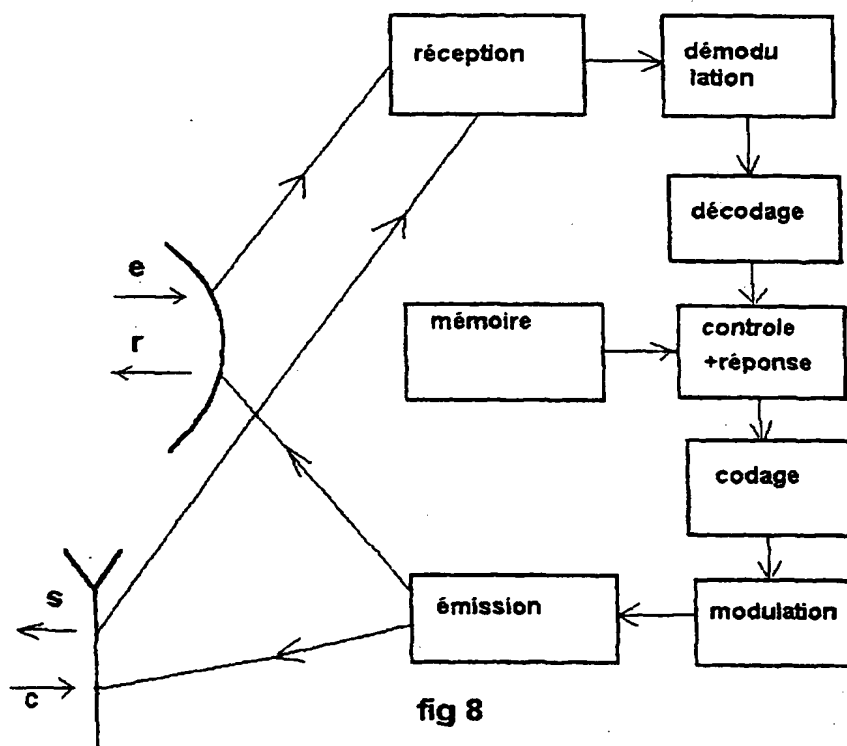 réception
démodu
lation
décodage
e
r
mémoire
controle
+réponse
codage
s
c
émission
modulation
fig 8